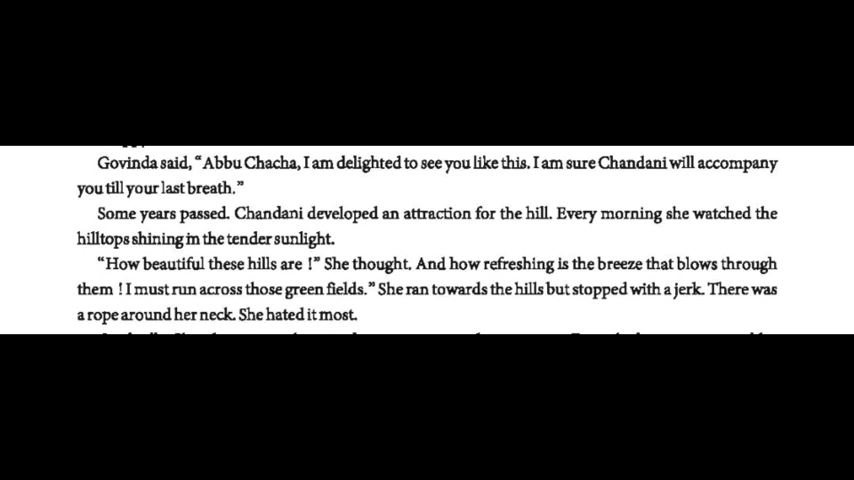 Govinda said, “Abbu Chacha, I am delighted to see you like this. I am sure Chandani will accompany
you till your last breath.”
Some years passed. Chandani developed an attraction for the hill. Every morning she watched the
hilltops shining in the tender sunlight.
“How beautiful these hills are !” She thought. And how refreshing is the breeze that blows through
them ! I must run across those green fields.” She ran towards the hills but stopped with a jerk. There was
a rope around her neck. She hated it most.